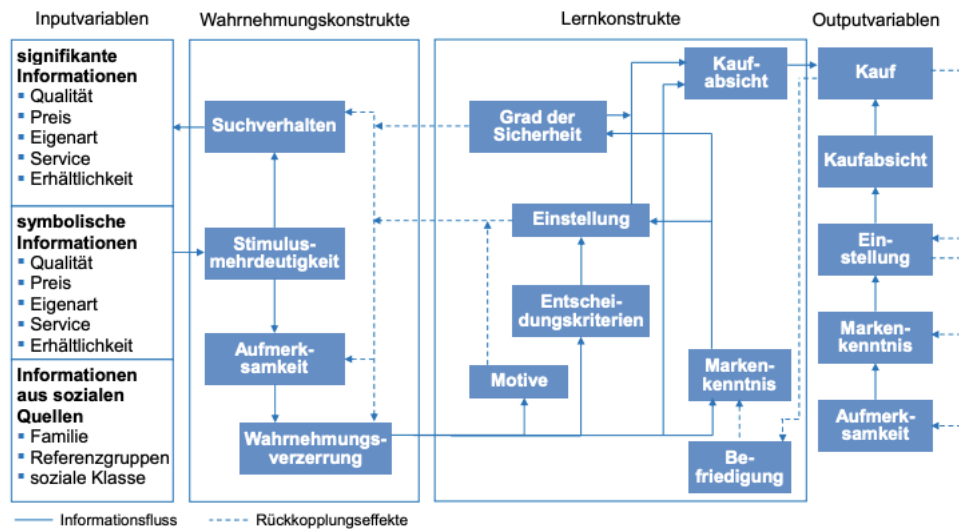 Inputvariablen
Wahrnehmungskonstrukte
Lernkonstrukte
Outputvariablen
signifikante
Informationen
▪ Qualität
▪ Preis
▪ Eigenart
▪ Service
▪ Erhältlichkeit
symbolische
Informationen
▪ Qualität
▪ Preis
▪ Eigenart
▪ Service
▪ Erhältlichkeit
Informationen
aus sozialen
Quellen
▪ Familie
▪ Referenzgruppen
▪ soziale Klasse
Suchverhalten
Stimulus-
mehrdeutigkeit
Aufmerk-
samkeit
Wahrnehmungs-
verzerrung
Kauf-
absicht
Grad der
Sicherheit
Einstellung
Entschei-
dungskriterien
Motive
Marken-
kenntnis
Be-
friedigung
Kauf
Kaufabsicht
Ein-
stellung
Marken-
kenntnis
Aufmerk-
samkeit
Informationsfluss
Rückkopplungseffekte